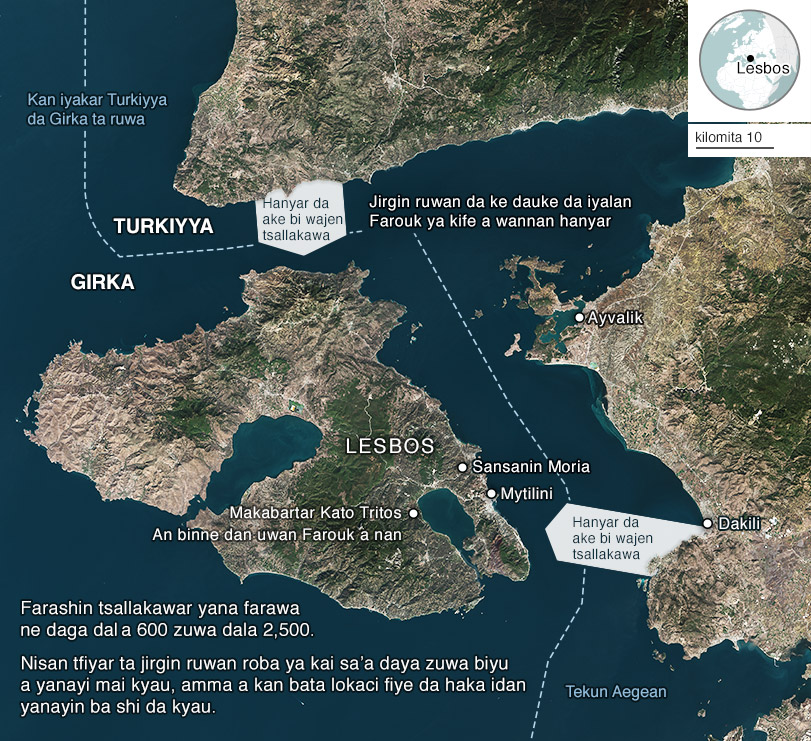 Lesbos
kilomita 10
Kan iyakar Turkiyya
da Girka ta ruwa
TURKIYYA
GIRKA
Hanyar da
ake bi wajen
tsallakawa
Jirgin ruwan da ke dauke da iyalan
Farouk ya kife a wannan hanyar
Ayvalik
LESBOS
Sansanin Moria
Mytilini
Makabartar Kato Tritos
An binne dan uwan Farouk a nan
Hanyar da
ake bi wajen
tsallakawa
Dakili
Farashin tsallakawar yana farawa
ne daga dala 600 zuwa dala 2,500.
Nisan tfiyar ta jirgin ruwan roba ya kai sa'a daya zuwa biyu
a yanayi mai kyau, amma a kan bata lokaci fiye da haka idan
yanayin ba shi da kyau.
Tekun Aegean